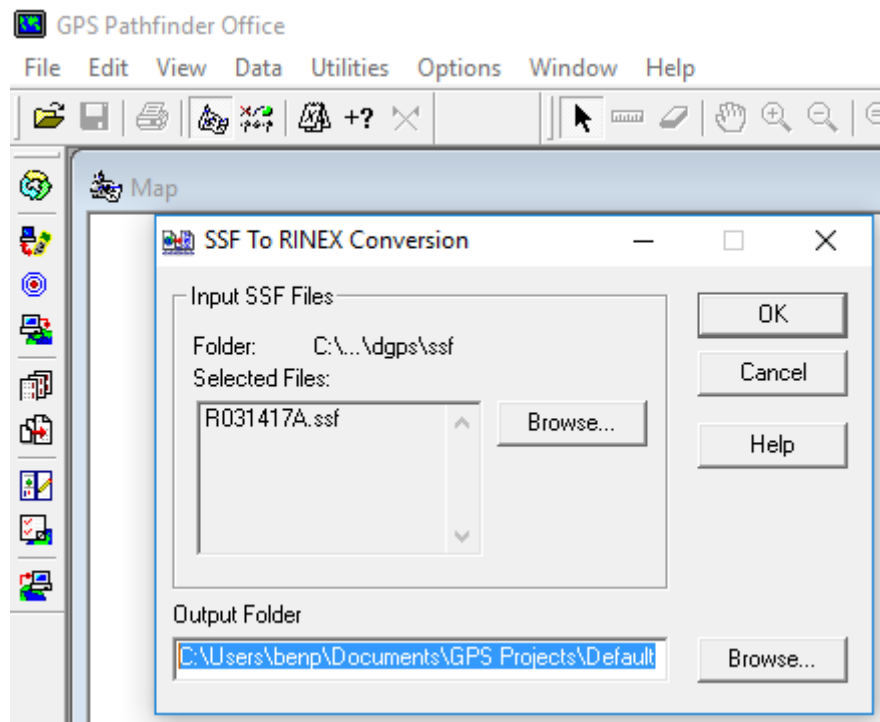 GPS Pathfinder Office
File Edit View Data Utilities Options Window Help
+?
Map
SSF To RINEX Conversion
Input SSF Files
Folder: C:\...\dgps\ssf
Selected Files:
R031417A.ssf
Browse...
OK
Cancel
Help
Output Folder
C:\Users\benp\Documents\GPS Projects\Default
Browse...